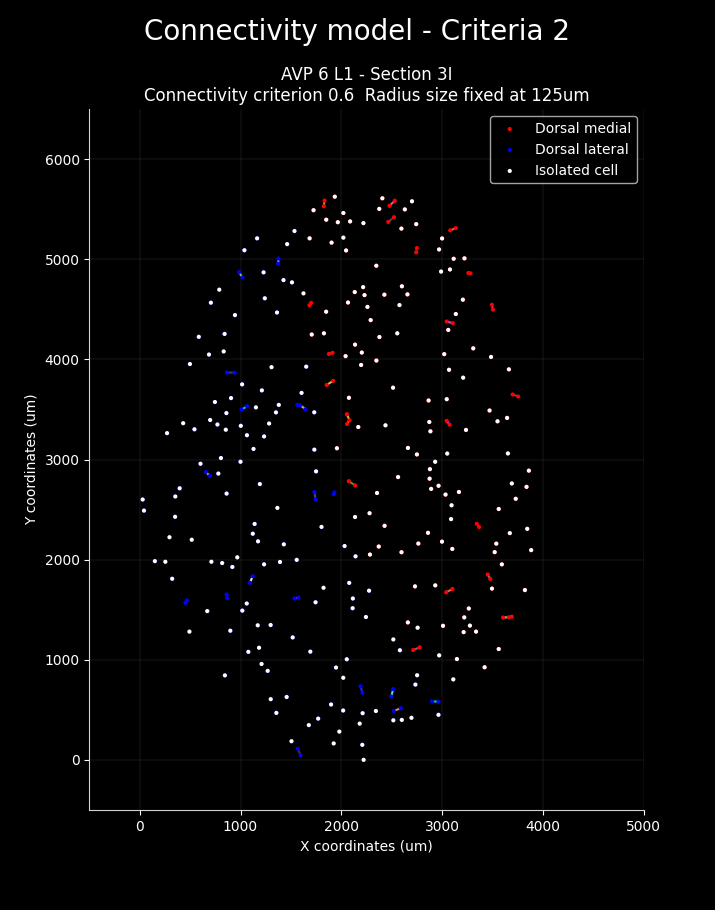 Connectivity model - Criteria 2
AVP 6 L1 - Section 3I
Connectivity criterion 0.6  Radius size fixed at 125um
Dorsal medial
Dorsal lateral
Isolated cell
6000
5000
4000
3000
2000
1000
0
Y coordinates (um)
0 1000 2000 3000 4000 5000
X coordinates (um)